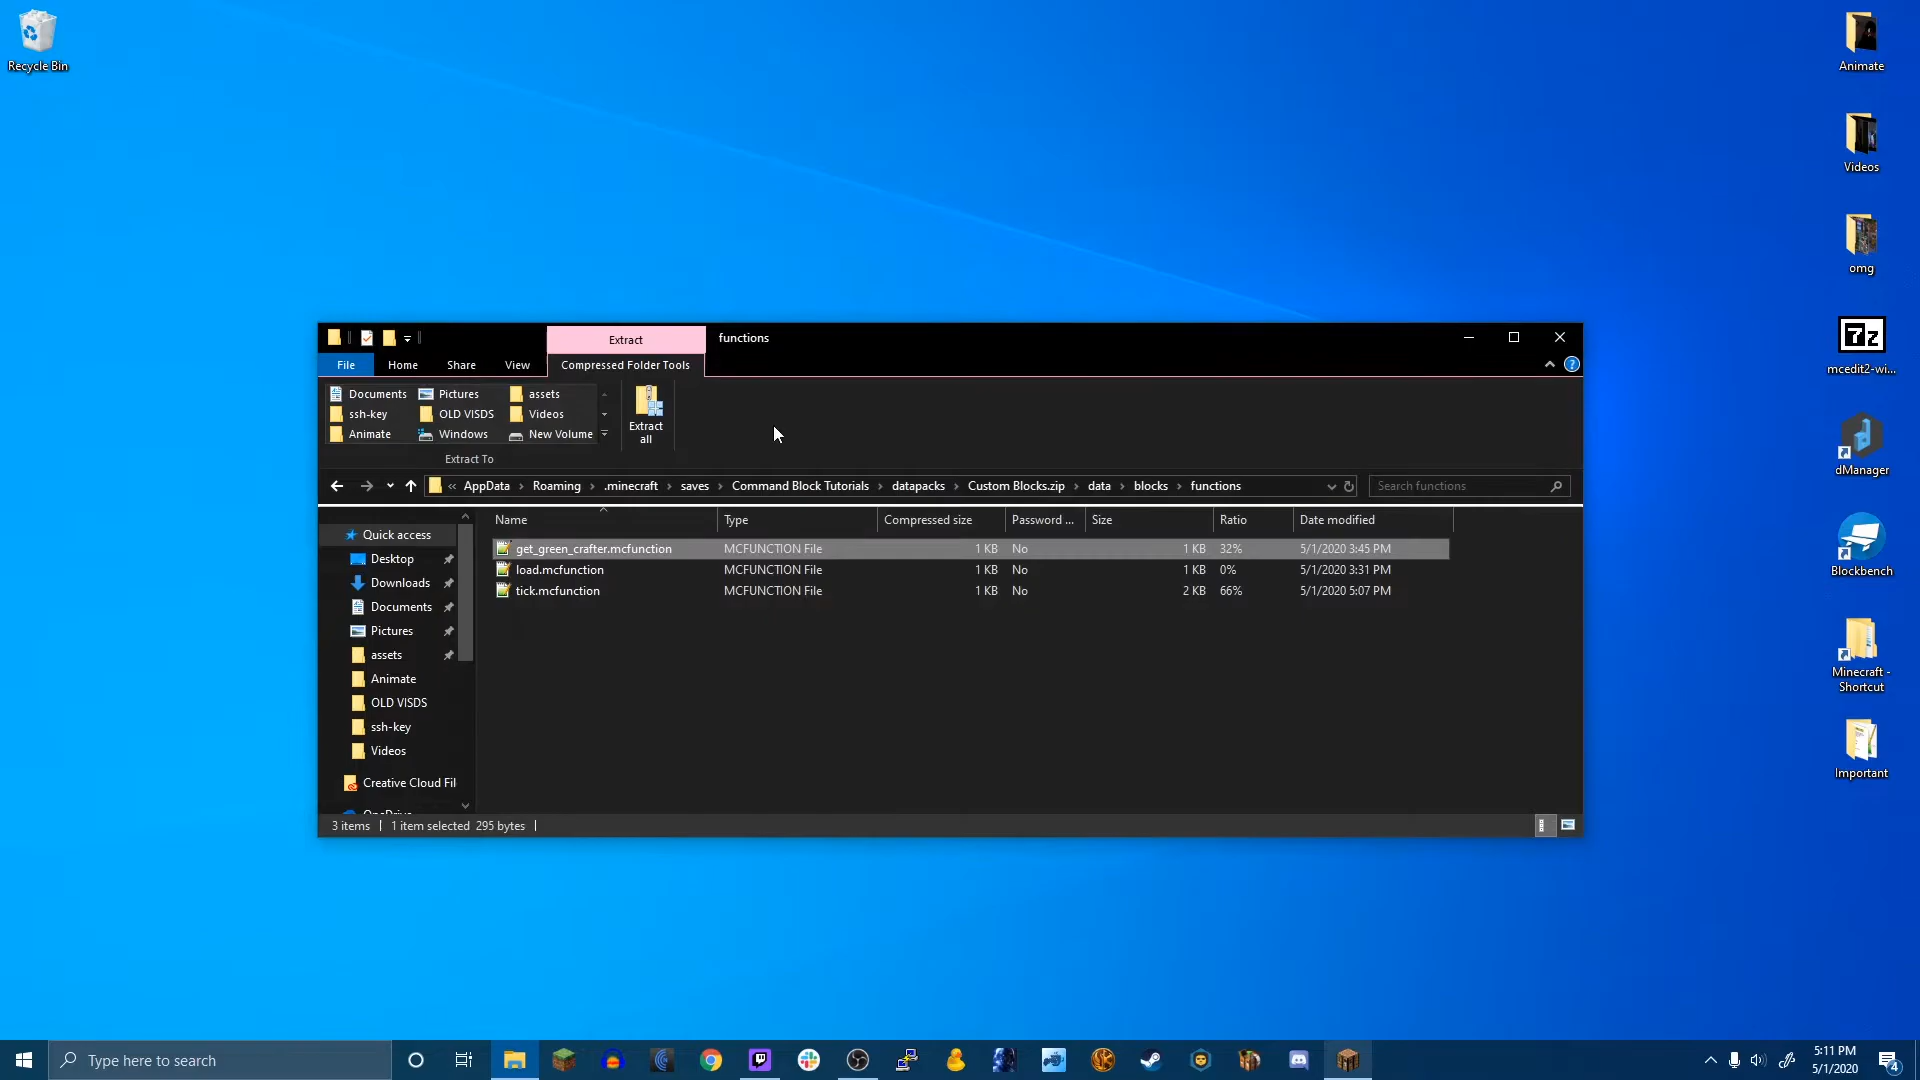 Recycle Bin
Animate
Videos
omg
mcedit2-wi...
dManager
Blockbench
Minecraft -
Shortcut
Important
Extract
functions
File
Home
Share
View
Compressed Folder Tools
Documents
Pictures
assets
ssh-key
OLD VISDS
Videos
Animate
Windows
New Volume
Extract
all
Extract To
« AppData › Roaming › .minecraft › saves › Command Block Tutorials › datapacks › Custom Blocks.zip › data › blocks › functions
Search functions
Name Type Compressed size Password ... Size Ratio Date modified
get_green_crafter.mcfunction MCFUNCTION File 1 KB No 1 KB 32% 5/1/2020 3:45 PM
load.mcfunction MCFUNCTION File 1 KB No 1 KB 0% 5/1/2020 3:31 PM
tick.mcfunction MCFUNCTION File 1 KB No 2 KB 66% 5/1/2020 5:07 PM
Quick access
Desktop
Downloads
Documents
Pictures
assets
Animate
OLD VISDS
ssh-key
Videos
Creative Cloud Fil
3 items | 1 item selected 295 bytes |
Type here to search
5:11 PM
5/1/2020
4
7z